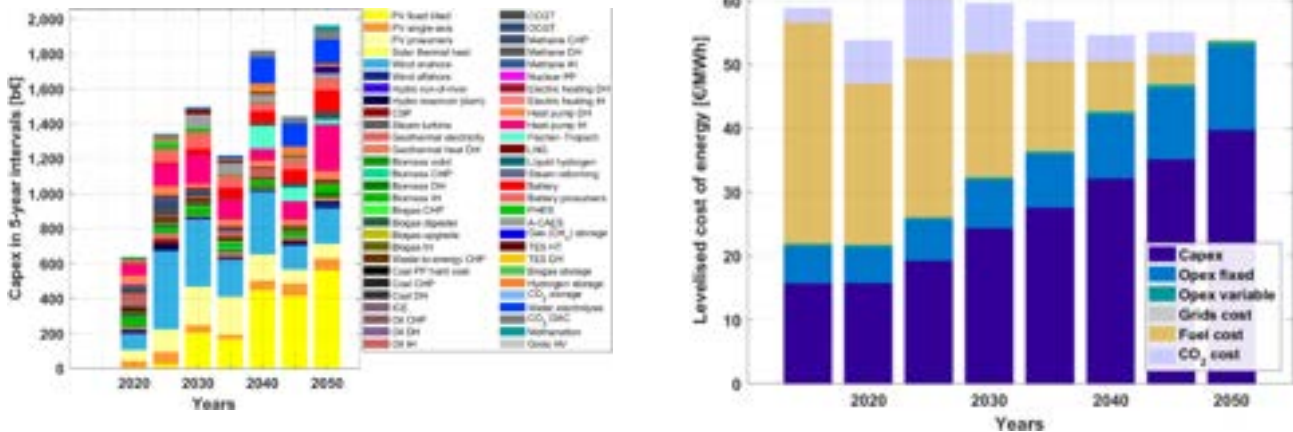 Capex in 5-year intervals [b€]
2,000
1,800
1,600
1,400
1,200
1,000
800
600
400
200
0
2020
2030
2040
2050
Years
PV fixed tilted
PV single-axis
PV prosumers
Solar thermal heat
Wind onshore
Wind offshore
Hydro run-of-river
Hydro reservoir (dam)
CSP
Steam turbine
Geothermal electricity
Geothermal heat DH
Biomass solid
Biomass CHP
Biomass DH
Biomass IH
Biogas CHP
Biogas digester
Biogas upgrade
Biogas IH
Waste-to-energy CHP
Coal PP hard coal
Coal CHP
Coal DH
ICE
Oil CHP
Oil DH
Oil IH
CCGT
OCGT
Methane CHP
Methane DH
Methane IH
Nuclear PP
Electric heating DH
Electric heating IH
Heat pump DH
Heat pump IH
Fischer-Tropsch
LNG
Liquid hydrogen
Steam reforming
Battery
Battery prosumers
PHES
A-CAES
Gas (CH₄) storage
TES HT
TES DH
Biogas storage
Hydrogen storage
CO₂ storage
Water electrolysis
CO₂ DAC
Methanation
Grids HV
Levelised cost of energy [€/MWh]
60
50
40
30
20
10
0
2020
2030
2040
2050
Years
Capex
Opex fixed
Opex variable
Grids cost
Fuel cost
CO₂ cost